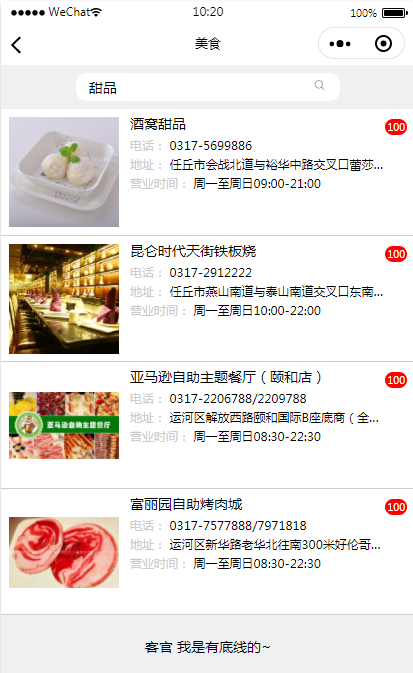 WeChat 10:20 100%
美食
甜品
酒窝甜品 100
电话： 0317-5699886
地址： 任丘市会战北道与裕华中路交叉口蕾莎...
营业时间： 周一至周日09:00-21:00
昆仑时代天街铁板烧 100
电话： 0317-2912222
地址： 任丘市燕山南道与泰山南道交叉口东南...
营业时间： 周一至周日10:00-22:00
亚马逊自助主题餐厅（颐和店） 100
电话： 0317-2206788/2209788
地址： 运河区解放西路颐和国际B座底商（全...
营业时间： 周一至周日08:30-22:30
亚马逊自助主题餐厅
富丽园自助烤肉城 100
电话： 0317-7577888/7971818
地址： 运河区新华路老华北往南300米好伦哥...
营业时间： 周一至周日08:30-22:30
客官 我是有底线的~